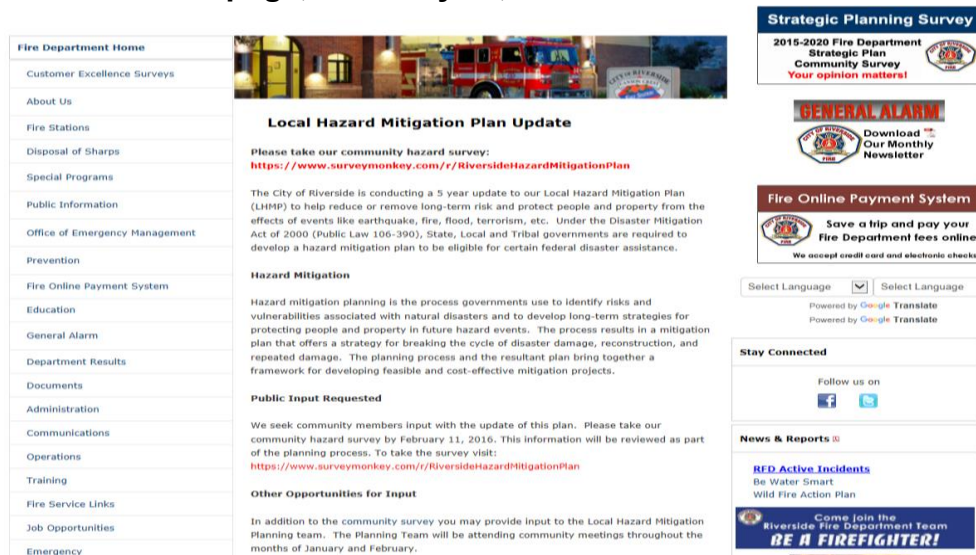 Fire Department Home
Customer Excellence Surveys
About Us
Fire Stations
Disposal of Sharps
Special Programs
Public Information
Office of Emergency Management
Prevention
Fire Online Payment System
Education
General Alarm
Department Results
Documents
Administration
Communications
Operations
Training
Fire Service Links
Job Opportunities
Emergency
Local Hazard Mitigation Plan Update
Please take our community hazard survey:
https://www.surveymonkey.com/r/RiversideHazardMitigationPlan
The City of Riverside is conducting a 5 year update to our Local Hazard Mitigation Plan
(LHMP) to help reduce or remove long-term risk and protect people and property from the
effects of events like earthquake, fire, flood, terrorism, etc. Under the Disaster Mitigation
Act of 2000 (Public Law 106-390), State, Local and Tribal governments are required to
develop a hazard mitigation plan to be eligible for certain federal disaster assistance.
Hazard Mitigation
Hazard mitigation planning is the process governments use to identify risks and
vulnerabilities associated with natural disasters and to develop long-term strategies for
protecting people and property in future hazard events. The process results in a mitigation
plan that offers a strategy for breaking the cycle of disaster damage, reconstruction, and
repeated damage. The planning process and the resultant plan bring together a
framework for developing feasible and cost-effective mitigation projects.
Public Input Requested
We seek community members input with the update of this plan. Please take our
community hazard survey by February 11, 2016. This information will be reviewed as part
of the planning process. To take the survey visit:
https://www.surveymonkey.com/r/RiversideHazardMitigationPlan
Other Opportunities for Input
In addition to the community survey you may provide input to the Local Hazard Mitigation
Planning team. The Planning Team will be attending community meetings throughout the
months of January and February.
Strategic Planning Survey
2015-2020 Fire Department
Strategic Plan
Community Survey
Your opinion matters!
GENERAL ALARM
Download
Our Monthly
Newsletter
Fire Online Payment System
Save a trip and pay your
Fire Department fees online
We accept credit card and electronic checks
Select Language
Select Language
Powered by Google Translate
Powered by Google Translate
Stay Connected
Follow us on
News & Reports
RFD Active Incidents
Be Water Smart
Wild Fire Action Plan
Come join the
Riverside Fire Department Team
BE A FIREFIGHTER!